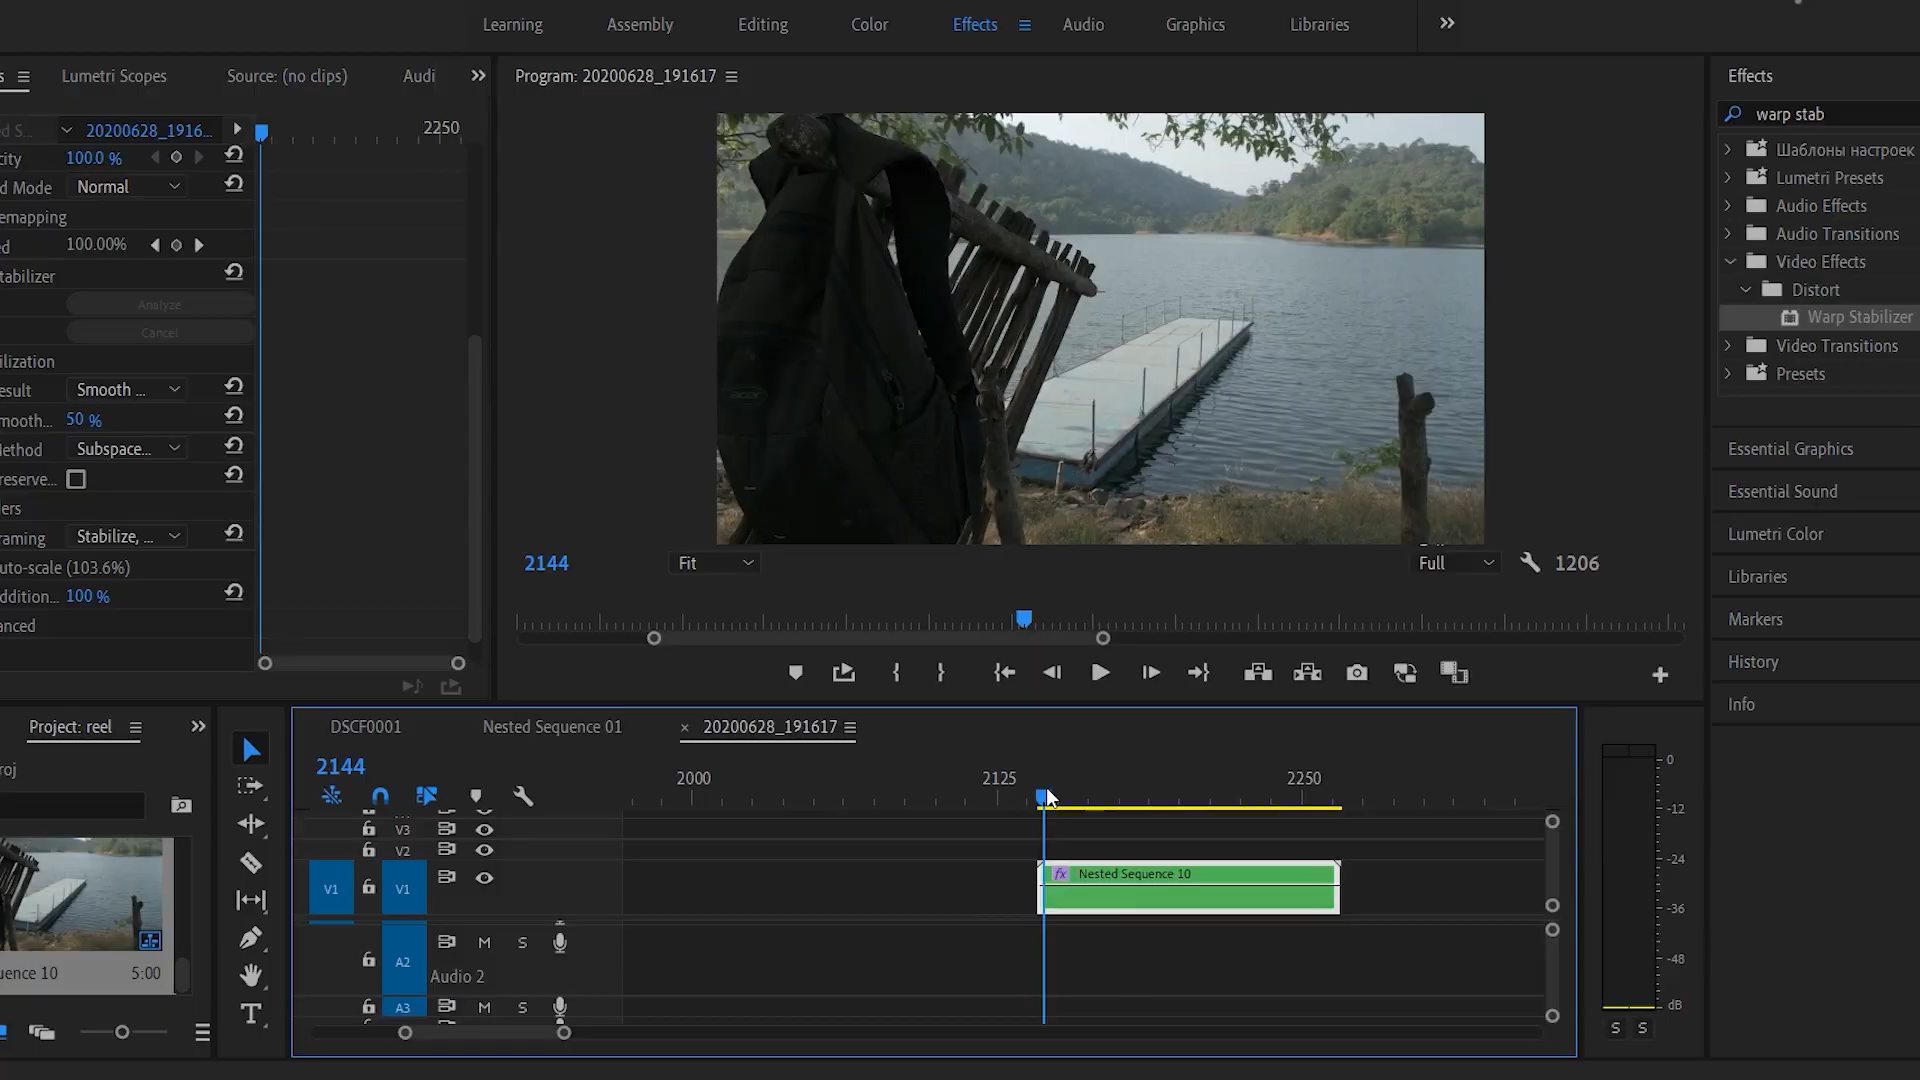 Learning Assembly Editing Color Effects Audio Graphics Libraries
s Lumetri Scopes Source: (no clips) Audi
Program: 20200628_191617
Effects
warp stab
d S... 20200628_1916... 2250
city 100.0 %
d Mode Normal
emapping
d 100.00%
tabilizer
Analyze
Cancel
ilization
esult Smooth ...
mooth... 50 %
Method Subspace...
reserve...
ers
raming Stabilize, ...
uto-scale (103.6%)
ddition... 100 %
anced
acer
2144 Fit Full 1206
Шаблоны настроек
Lumetri Presets
Audio Effects
Audio Transitions
Video Effects
Distort
Warp Stabilizer
Video Transitions
Presets
Essential Graphics
Essential Sound
Lumetri Color
Libraries
Markers
History
Info
Project: reel
roj
uence 10 5:00
DSCF0001 Nested Sequence 01 × 20200628_191617
2144
2000 2125 2250
V3
V2
V1 V1
fx Nested Sequence 10
A2 M S
Audio 2
A3 M S
0
-12
-24
-36
-48
dB
S S